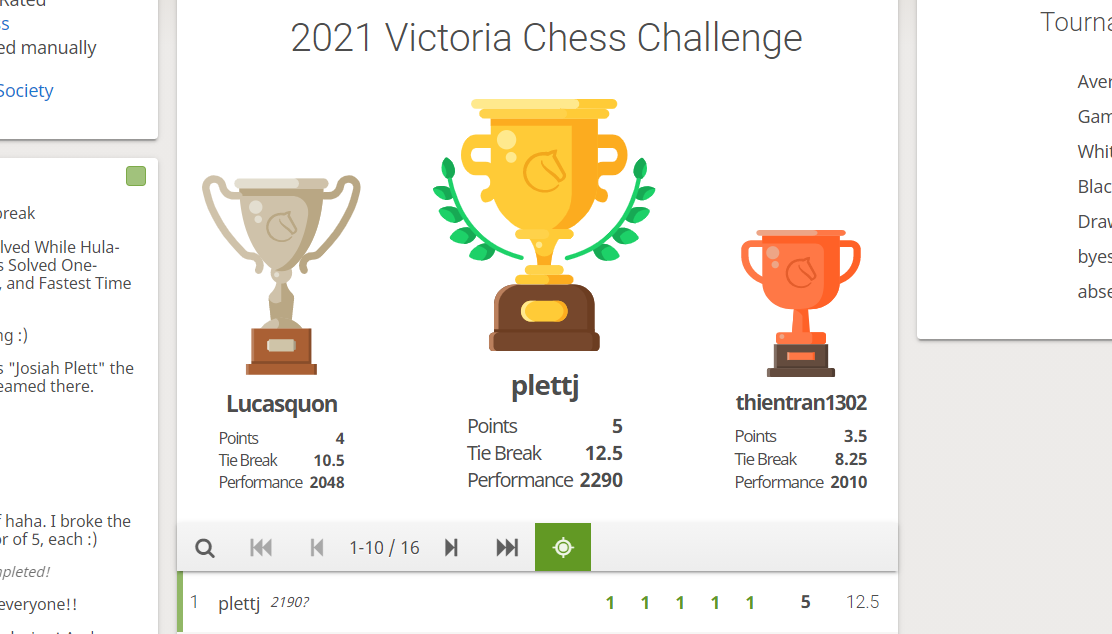 Rated
ss
ed manually
Society
break
lved While Hula-
s Solved One-
, and Fastest Time
ng :)
s "Josiah Plett" the
eamed there.
f haha. I broke the
or of 5, each :)
mpleted!
everyone!!
2021 Victoria Chess Challenge
Lucasquon
Points 4
Tie Break 10.5
Performance 2048
plettj
Points 5
Tie Break 12.5
Performance 2290
thientran1302
Points 3.5
Tie Break 8.25
Performance 2010
1-10 / 16
1 plettj 2190? 1 1 1 1 1 5 12.5
Tourna
Aver
Gam
Whit
Blac
Draw
byes
abse